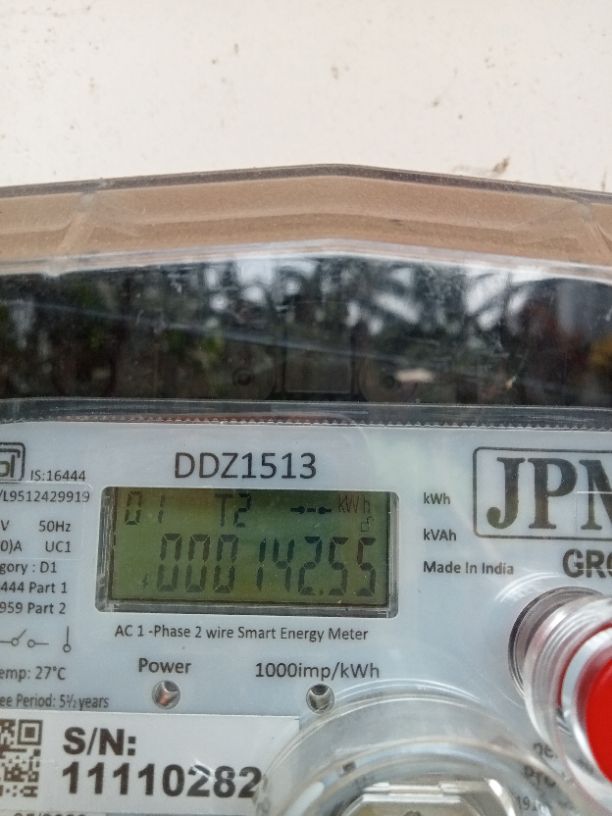 IS:16444
/L9512429919
V 50Hz
0)A UC1
egory : D1
444 Part 1
959 Part 2
emp: 27°C
ee Period: 5½ years
DDZ1513
01 T2 kWh
.000142.55
AC 1 -Phase 2 wire Smart Energy Meter
Power 1000imp/kWh
kWh
kVAh
Made In India
JPM
GRO
S/N:
11110282